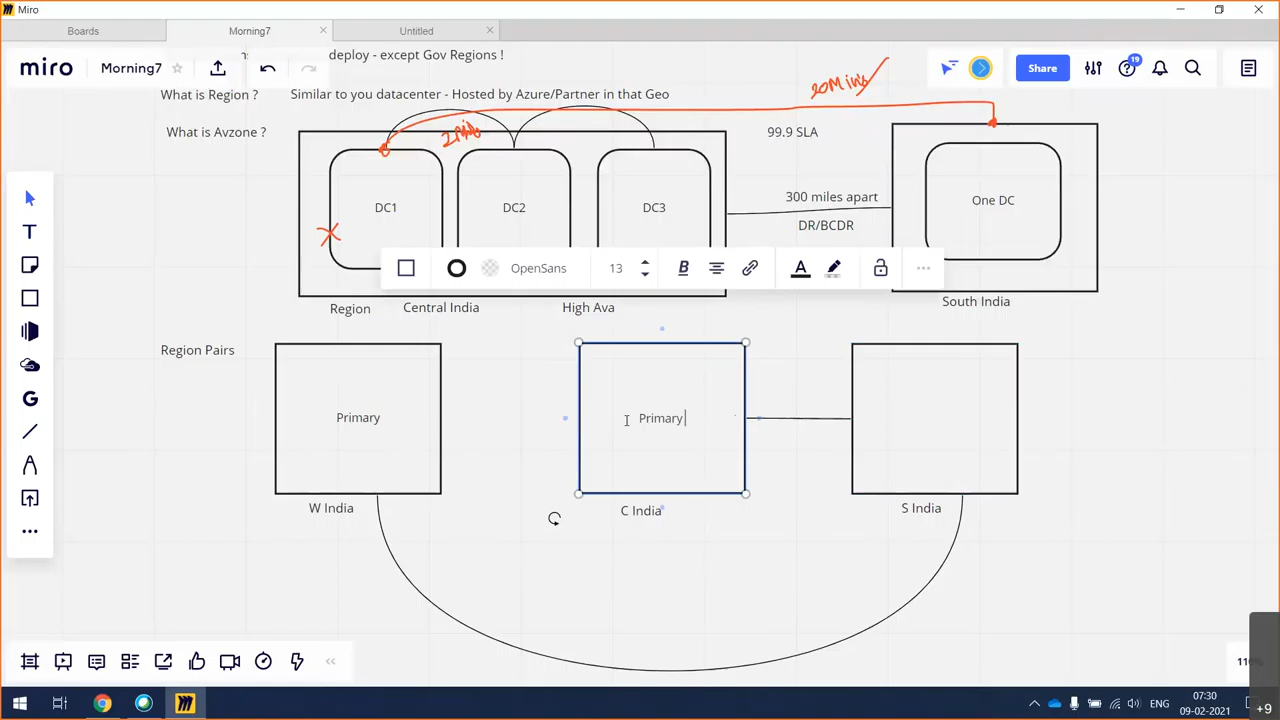 Miro
Boards
Morning7
Untitled
miro
Morning7
deploy - except Gov Regions !
Share
19
What is Region ?
Similar to you datacenter - Hosted by Azure/Partner in that Geo
20Mins
What is Avzone ?
99.9 SLA
DC1
DC2
DC3
300 miles apart
DR/BCDR
One DC
OpenSans
13
B
A
Region
Central India
High Ava
South India
Region Pairs
Primary
Primary
W India
C India
S India
T
G
ENG
07:30
09-02-2021
+9